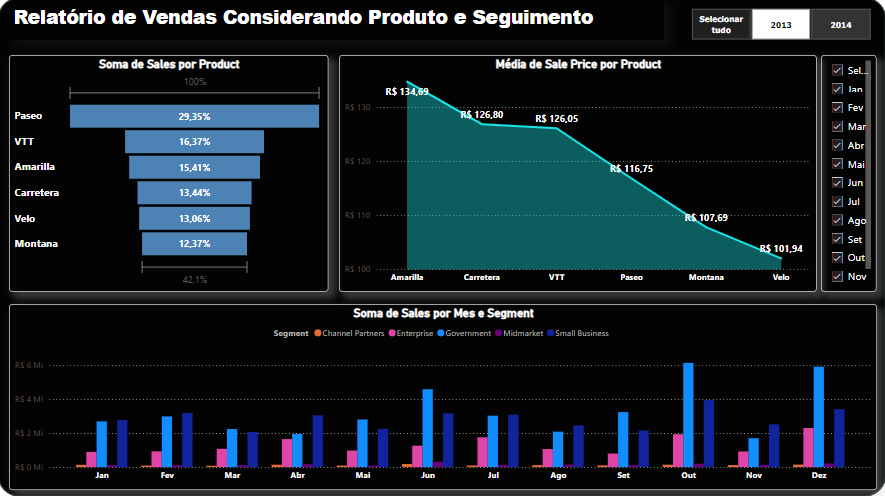 Relatório de Vendas Considerando Produto e Seguimento
Selecionar tudo
2013
2014
Soma de Sales por Product
100%
Paseo 29,35%
VTT 16,37%
Amarilla 15,41%
Carretera 13,44%
Velo 13,06%
Montana 12,37%
42,1%
Média de Sale Price por Product
R$ 130
R$ 120
R$ 110
R$ 100
R$ 134,69
R$ 126,80
R$ 126,05
R$ 116,75
R$ 107,69
R$ 101,94
Amarilla Carretera VTT Paseo Montana Velo
Sel...
Jan
Fev
Mar
Abr
Mai
Jun
Jul
Ago
Set
Out
Nov
Soma de Sales por Mes e Segment
Segment Channel Partners Enterprise Government Midmarket Small Business
R$ 6 Mi
R$ 4 Mi
R$ 2 Mi
R$ 0 Mi
Jan Fev Mar Abr Mai Jun Jul Ago Set Out Nov Dez